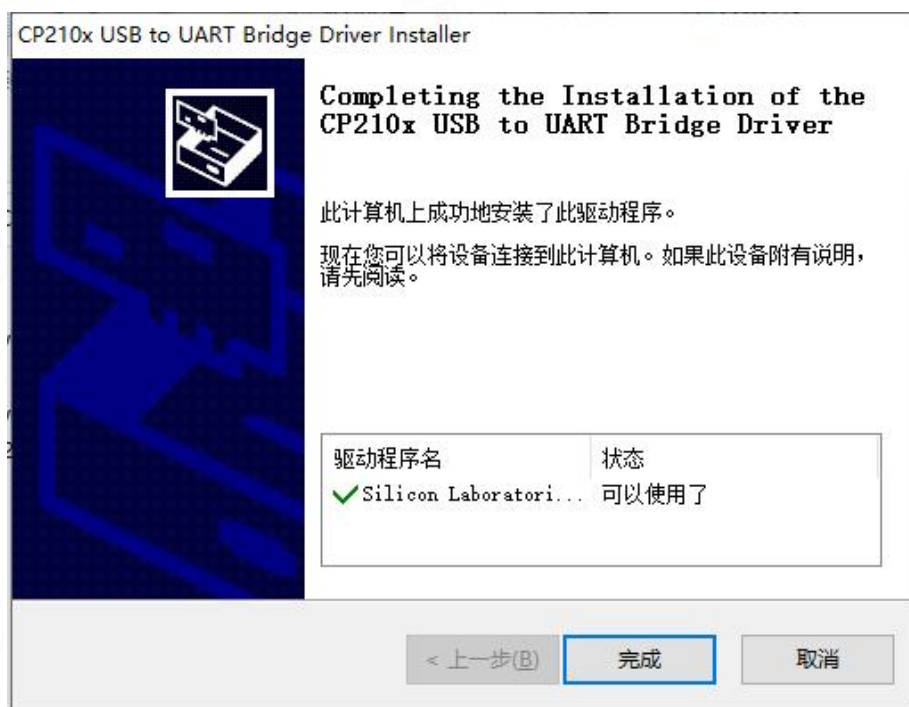 CP210x USB to UART Bridge Driver Installer
Completing the Installation of the
CP210x USB to UART Bridge Driver
此计算机上成功地安装了此驱动程序。
现在您可以将设备连接到此计算机。如果此设备附有说明，
请先阅读。
驱动程序名 状态
Silicon Laboratori... 可以使用了
< 上一步(B) 完成 取消